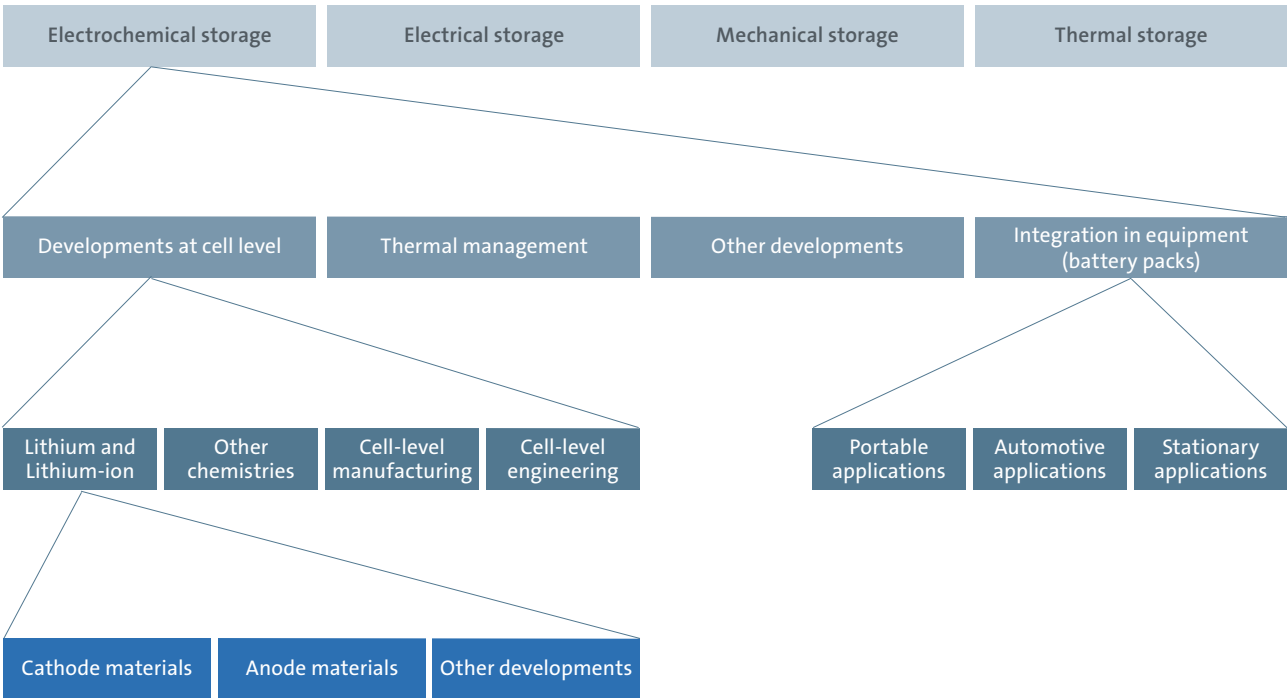 Electrochemical storage
Electrical storage
Mechanical storage
Thermal storage
Developments at cell level
Thermal management
Other developments
Integration in equipment
(battery packs)
Lithium and
Lithium-ion
Other
chemistries
Cell-level
manufacturing
Cell-level
engineering
Portable
applications
Automotive
applications
Stationary
applications
Cathode materials
Anode materials
Other developments